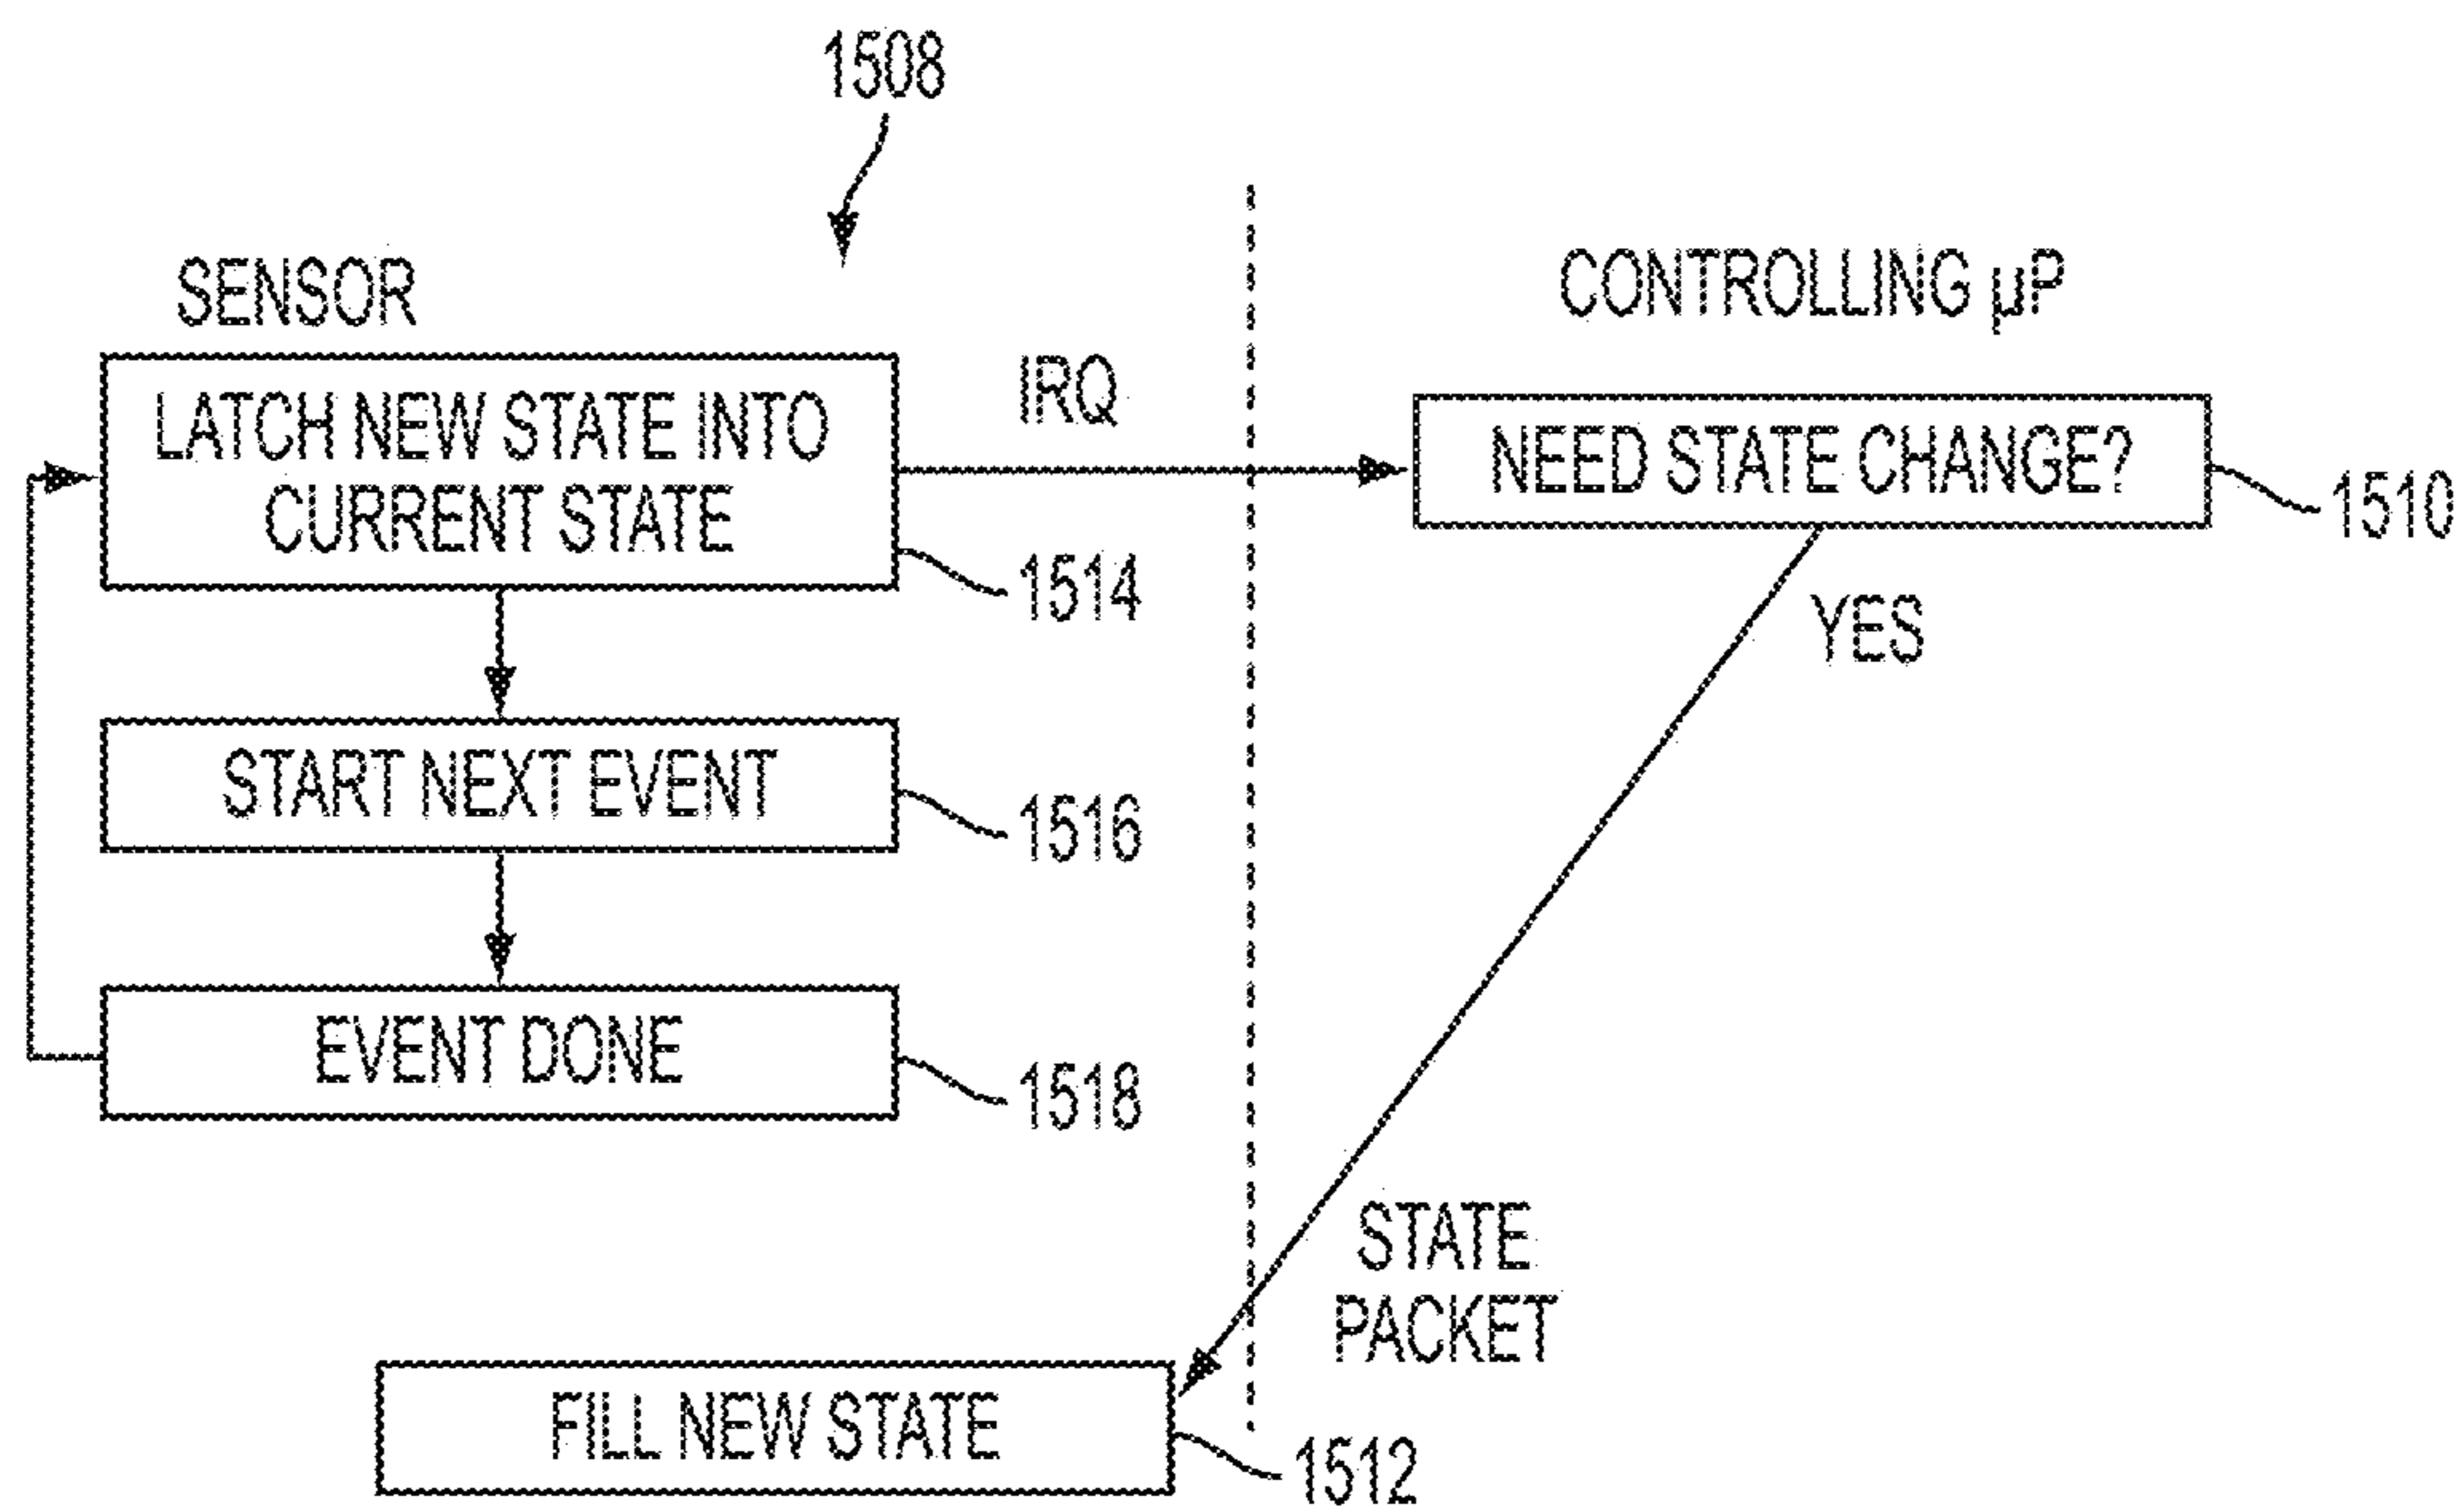 1508
SENSOR
CONTROLLING µP
LATCH NEW STATE INTO
CURRENT STATE
IRQ
NEED STATE CHANGE?
1510
1514
YES
START NEXT EVENT
1516
EVENT DONE
1518
STATE
PACKET
FILL NEW STATE
1512